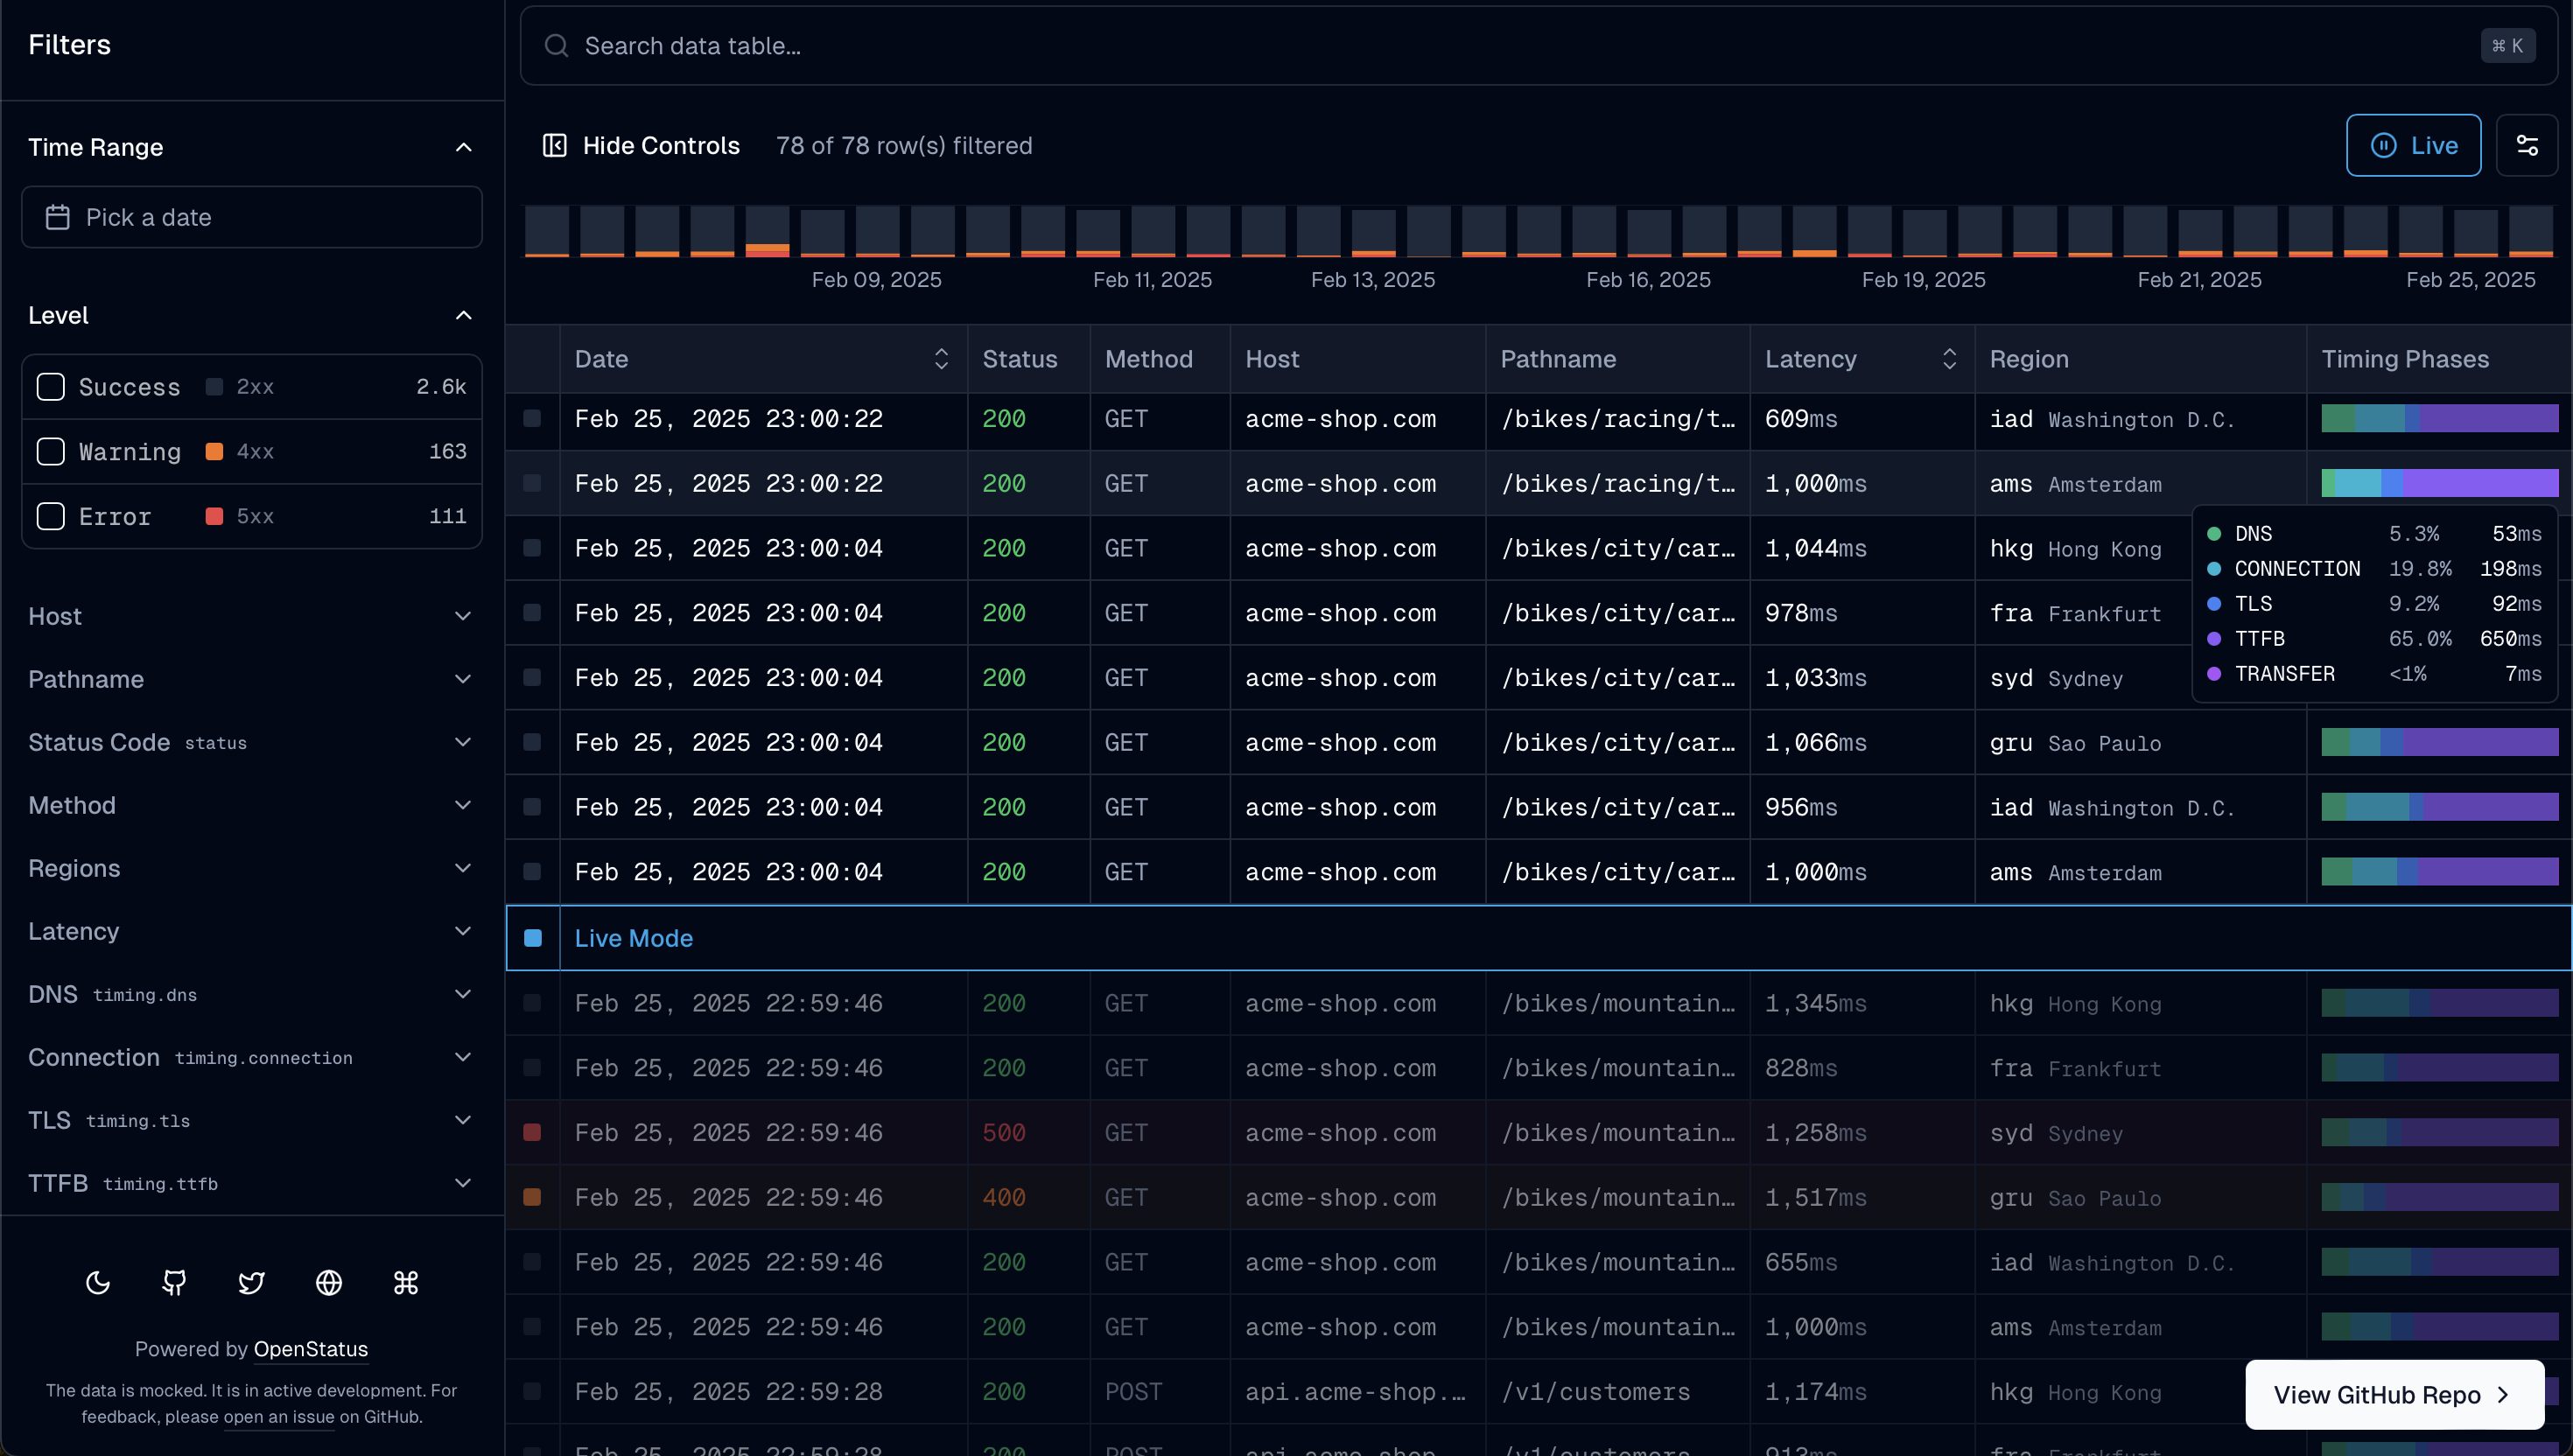 Filters
Time Range
Pick a date
Level
Success 2xx 2.6k
Warning 4xx 163
Error 5xx 111
Host
Pathname
Status Code status
Method
Regions
Latency
DNS timing.dns
Connection timing.connection
TLS timing.tls
TTFB timing.ttfb
Powered by OpenStatus
The data is mocked. It is in active development. For
feedback, please open an issue on GitHub.
Search data table...
⌘ K
Hide Controls 78 of 78 row(s) filtered Live
Feb 09, 2025 Feb 11, 2025 Feb 13, 2025 Feb 16, 2025 Feb 19, 2025 Feb 21, 2025 Feb 25, 2025
Date Status Method Host Pathname Latency Region Timing Phases
Feb 25, 2025 23:00:22 200 GET acme-shop.com /bikes/racing/t… 609ms iad Washington D.C.
Feb 25, 2025 23:00:22 200 GET acme-shop.com /bikes/racing/t… 1,000ms ams Amsterdam
Feb 25, 2025 23:00:04 200 GET acme-shop.com /bikes/city/car… 1,044ms hkg Hong Kong
Feb 25, 2025 23:00:04 200 GET acme-shop.com /bikes/city/car… 978ms fra Frankfurt
Feb 25, 2025 23:00:04 200 GET acme-shop.com /bikes/city/car… 1,033ms syd Sydney
DNS 5.3% 53ms
CONNECTION 19.8% 198ms
TLS 9.2% 92ms
TTFB 65.0% 650ms
TRANSFER <1% 7ms
Feb 25, 2025 23:00:04 200 GET acme-shop.com /bikes/city/car… 1,066ms gru Sao Paulo
Feb 25, 2025 23:00:04 200 GET acme-shop.com /bikes/city/car… 956ms iad Washington D.C.
Feb 25, 2025 23:00:04 200 GET acme-shop.com /bikes/city/car… 1,000ms ams Amsterdam
Live Mode
Feb 25, 2025 22:59:46 200 GET acme-shop.com /bikes/mountain… 1,345ms hkg Hong Kong
Feb 25, 2025 22:59:46 200 GET acme-shop.com /bikes/mountain… 828ms fra Frankfurt
Feb 25, 2025 22:59:46 500 GET acme-shop.com /bikes/mountain… 1,258ms syd Sydney
Feb 25, 2025 22:59:46 400 GET acme-shop.com /bikes/mountain… 1,517ms gru Sao Paulo
Feb 25, 2025 22:59:46 200 GET acme-shop.com /bikes/mountain… 655ms iad Washington D.C.
Feb 25, 2025 22:59:46 200 GET acme-shop.com /bikes/mountain… 1,000ms ams Amsterdam
Feb 25, 2025 22:59:28 200 POST api.acme-shop.… /v1/customers 1,174ms hkg Hong Kong
View GitHub Repo
Feb 25, 2025 22:59:28 200 POST api.acme-shop.… /v1/customers 913ms fra Frankfurt